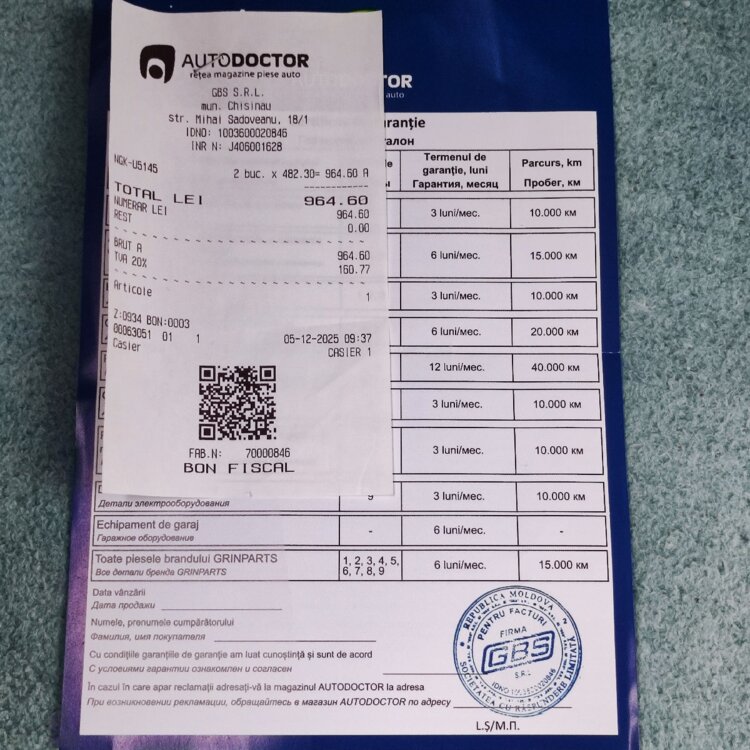 AUTODOCTOR
rețea magazine piese auto
GBS S.R.L.
mun. Chisinau
str. Mihai Sadoveanu, 18/1
IDNO: 1003600020846
INR N: J406001628
NGK-U5145
2 buc. x 482.30= 964.60 A
TOTAL LEI 964.60
NUMERAR LEI 964.60
REST 0.00
BRUT A 964.60
TVA 20% 160.77
Articole 1
Z:0934 BON:0003
00063051 01 1 05-12-2025 09:37
Casier CASIER 1
FAB.N: 70000846
BON FISCAL
TOR
auto
Termenul de garanție, luni Parcurs, km
Гарантия, месяц Пробег, км
3 luni/мес. 10.000 км
6 luni/мес. 15.000 км
3 luni/мес. 10.000 км
6 luni/мес. 20.000 км
12 luni/мес. 40.000 км
3 luni/мес. 10.000 км
3 luni/мес. 10.000 км
9 3 luni/мес. 10.000 км
Детали электрооборудования
Echipament de garaj - 6 luni/мес. -
Гаражное оборудование
Toate piesele brandului GRINPARTS 1, 2, 3, 4, 5, 6 luni/мес. 15.000 км
Все детали бренда GRINPARTS 6, 7, 8, 9
Data vânzării
Дата продажи
Numele, prenumele cumpărătorului
Фамилия, имя покупателя
Cu condițiile garanțiile de garanție am luat cunoștință și sunt de acord
С условиями гарантии ознакомлен и согласен
În cazul în care apar reclamații adresați-vă la magazinul AUTODOCTOR la adresa
При возникновении рекламации, обращайтесь в магазин AUTODOCTOR по адресу
REPUBLICA MOLDOVA
PENTRU FACTURI
FIRMA
GBS
S.R.L.
IDNO 1003600020846
SOCIETATEA CU RĂSPUNDERE LIMITATĂ
L.Ș/М.П.